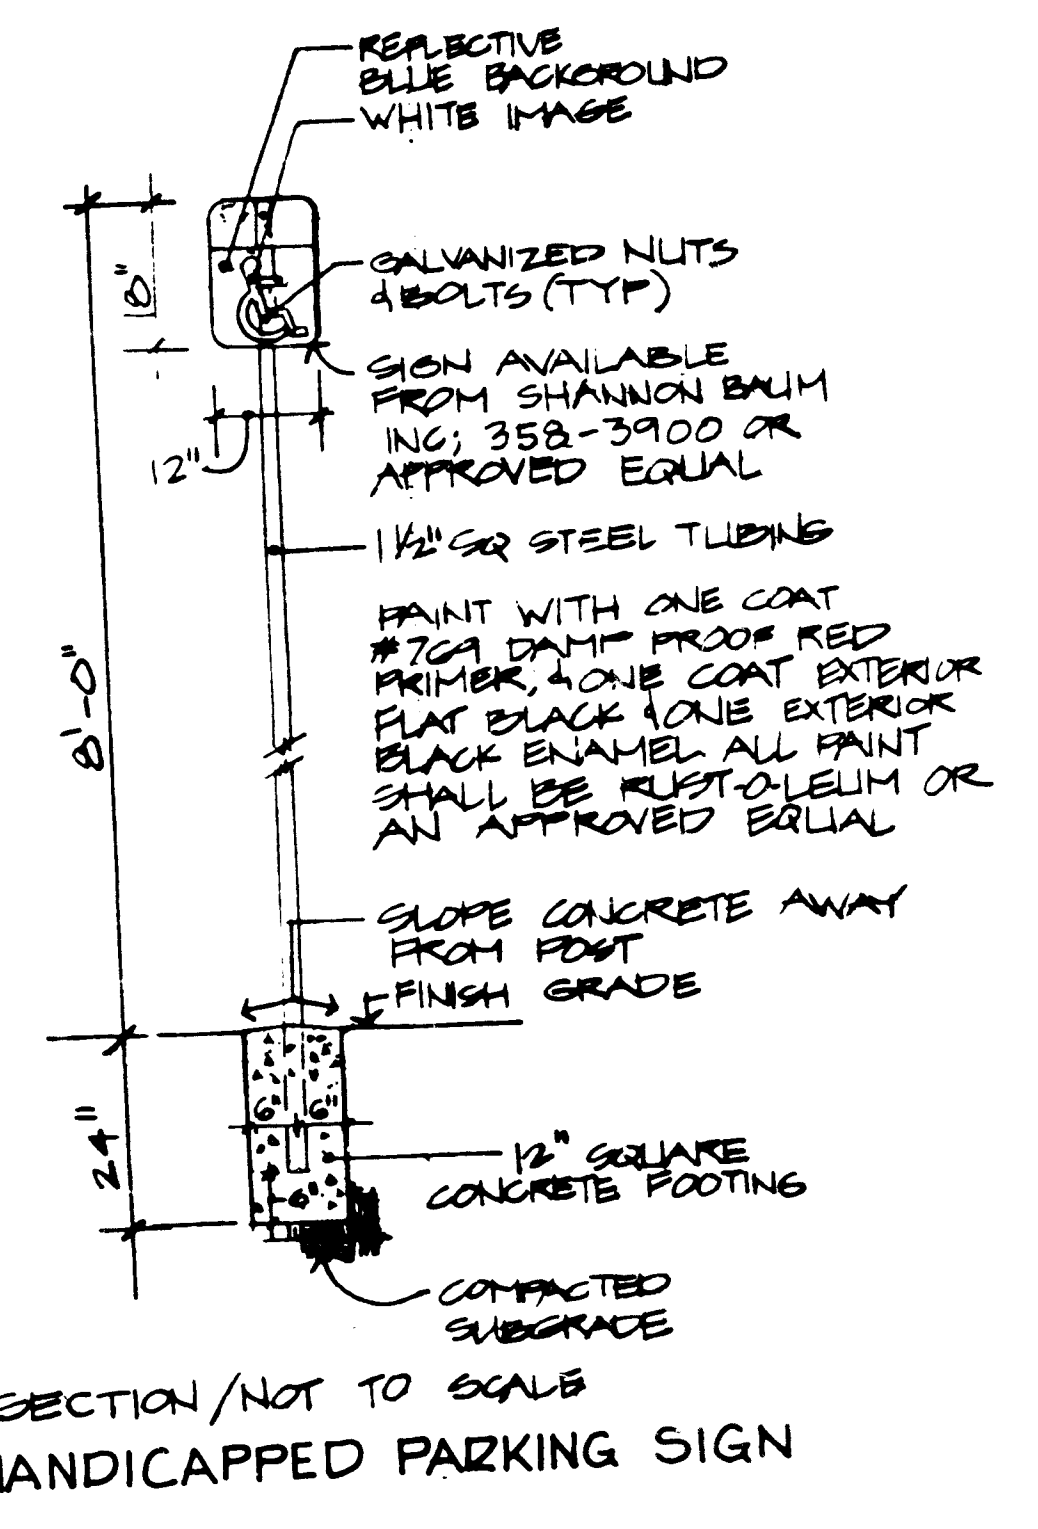 REFLECTIVE
BLUE BACKGROUND
WHITE IMAGE
GALVANIZED NUTS
& BOLTS (TYP)
18"
SIGN AVAILABLE
FROM SHANNON BAUM
INC; 358-3900 OR
APPROVED EQUAL
12"
1 1/2" SQ STEEL TUBING
PAINT WITH ONE COAT
#769 DAMP PROOF RED
PRIMER, & ONE COAT EXTERIOR
FLAT BLACK & ONE EXTERIOR
BLACK ENAMEL ALL PAINT
SHALL BE RUST-O-LEUM OR
AN APPROVED EQUAL
8'-0"
SLOPE CONCRETE AWAY
FROM POST
FINISH GRADE
24"
6" 6"
12" SQUARE
CONCRETE FOOTING
6"
COMPACTED
SUBGRADE
SECTION/NOT TO SCALE
HANDICAPPED PARKING SIGN